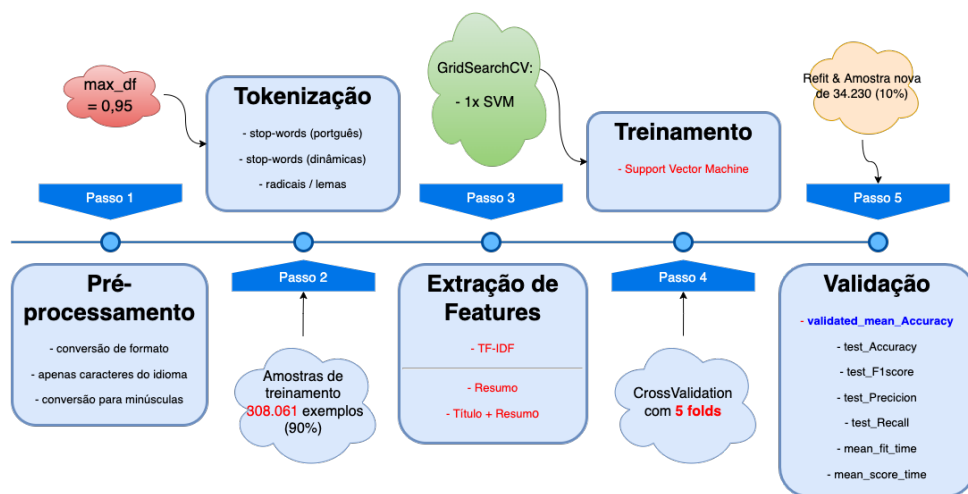 max_df
= 0,95
Tokenização
- stop-words (portguês)
- stop-words (dinâmicas)
- radicais / lemas
GridSearchCV:
- 1x SVM
Treinamento
- Support Vector Machine
Refit & Amostra nova
de 34.230 (10%)
Passo 1
Passo 3
Passo 5
Pré-
processamento
- conversão de formato
- apenas caracteres do idioma
- conversão para minúsculas
Passo 2
Amostras de
treinamento
308.061 exemplos
(90%)
Extração de
Features
- TF-IDF
- Resumo
- Título + Resumo
Passo 4
CrossValidation
com 5 folds
Validação
- validated_mean_Accuracy
- test_Accuracy
- test_F1score
- test_Precicion
- test_Recall
- mean_fit_time
- mean_score_time